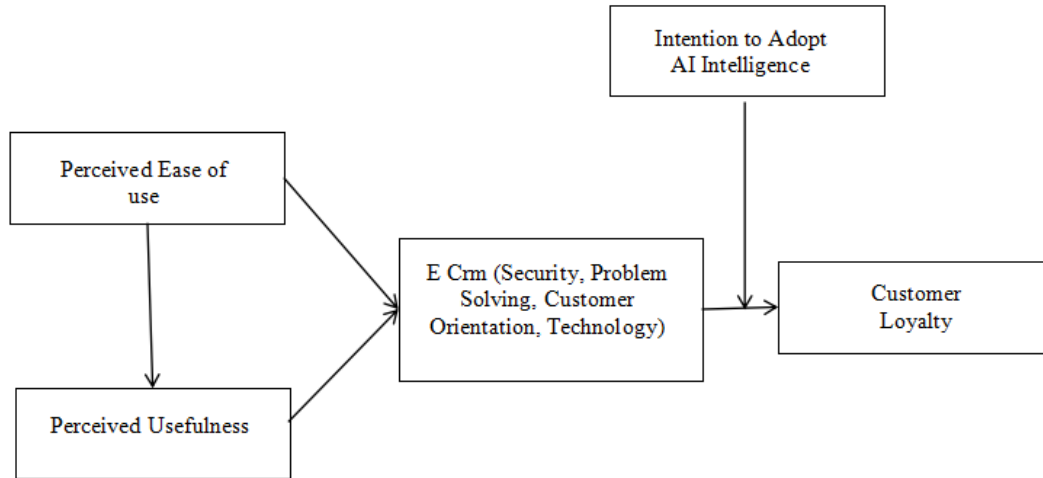 Intention to Adopt
AI Intelligence
Perceived Ease of
use
E Crm (Security, Problem
Solving, Customer
Orientation, Technology)
Customer
Loyalty
Perceived Usefulness